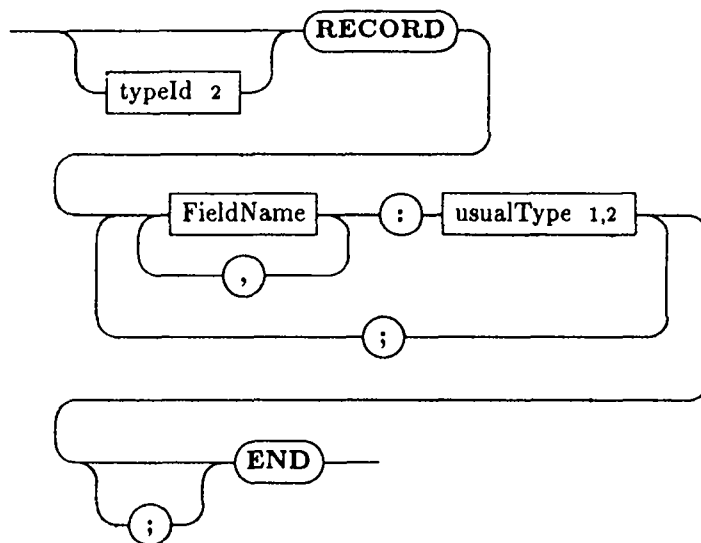 RECORD
typeId 2
FieldName : usualType 1,2
,
;
END
;